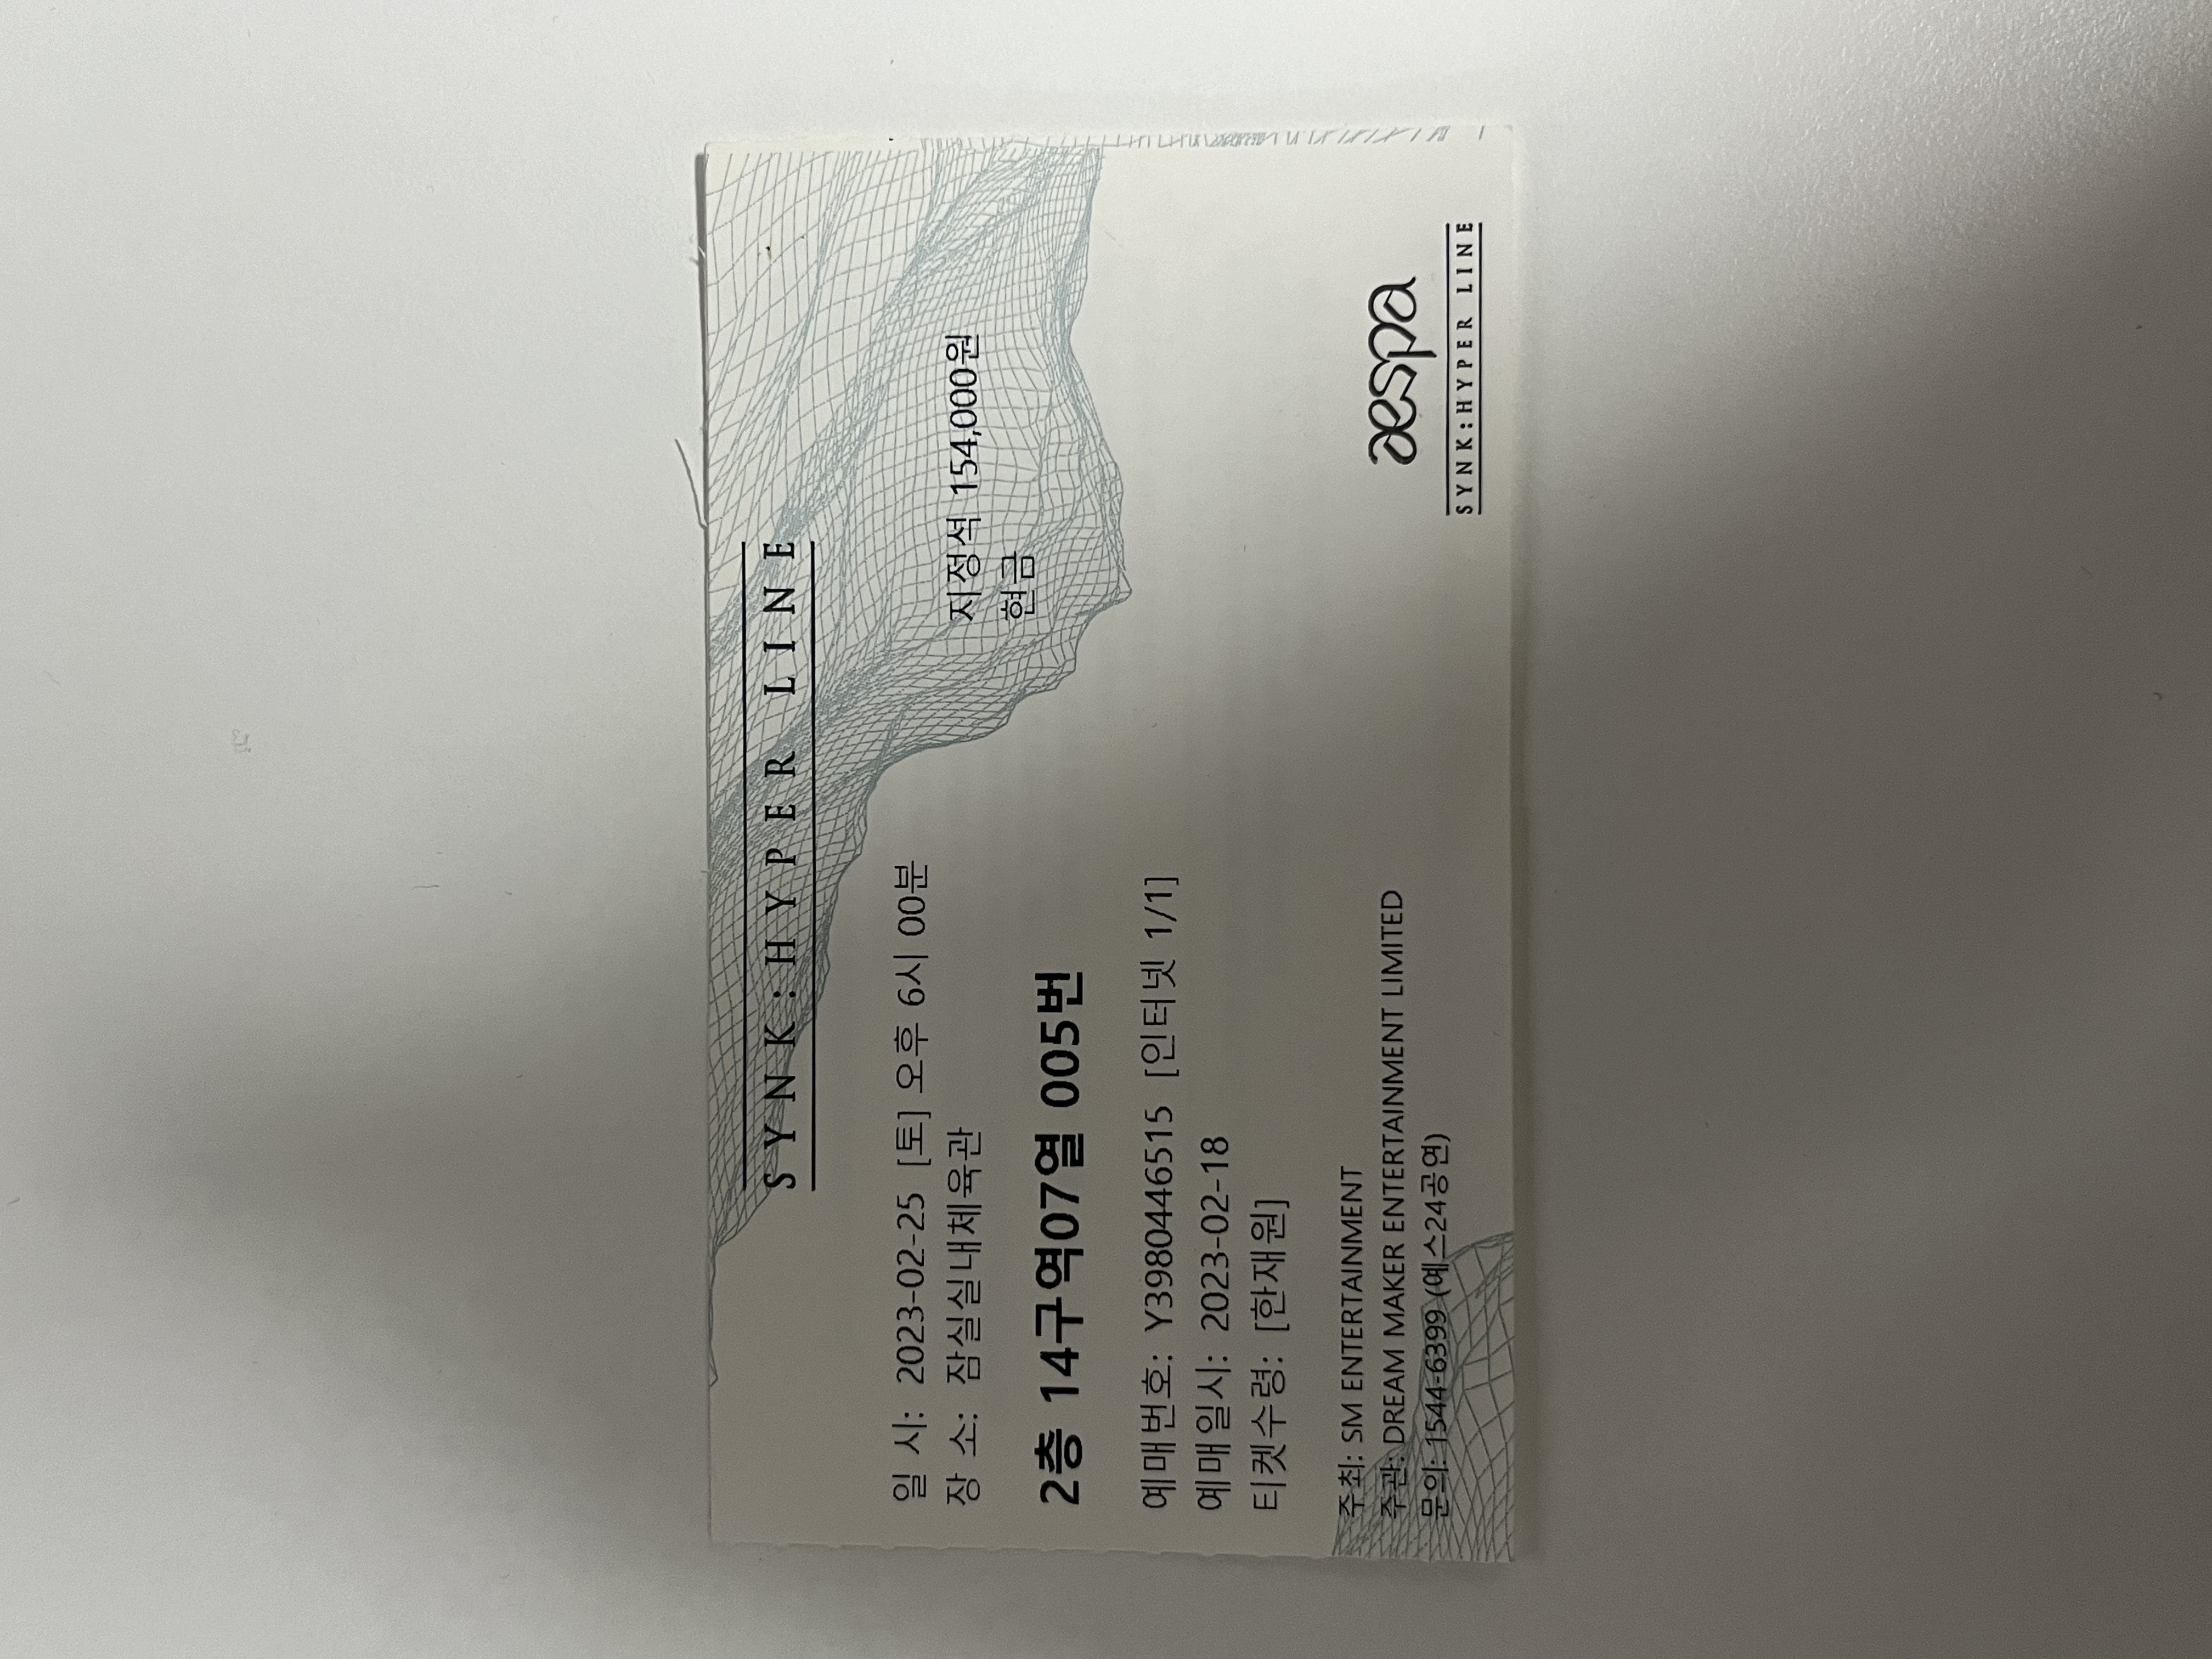 SYNK:HYPER LINE
일 시: 2023-02-25 [토] 오후 6시 00분
장 소: 잠실실내체육관
지정석 154,000원
현금
2층 14구역07열 005번
예매번호: Y3980446515 [인터넷 1/1]
예매일시: 2023-02-18
티켓수령: [한재원]
주최: SM ENTERTAINMENT
주관: DREAM MAKER ENTERTAINMENT LIMITED
문의: 1544-6399 (예스24공연)
aespa
SYNK:HYPER LINE